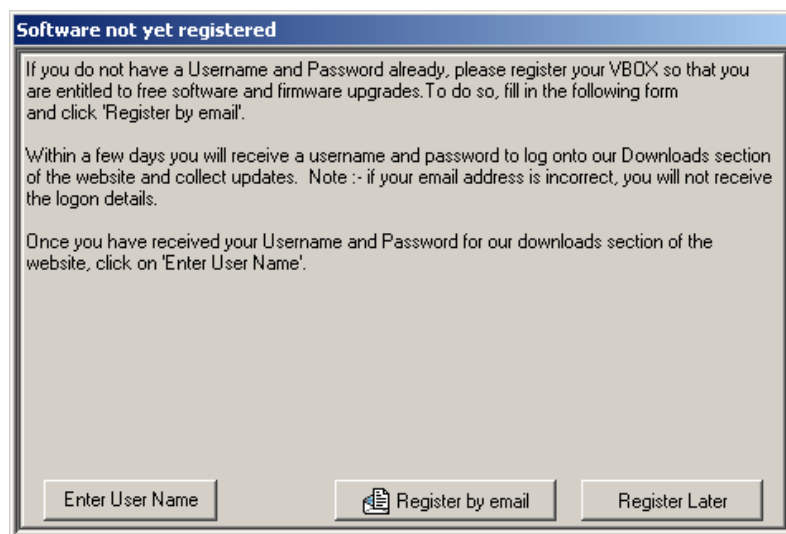 Software not yet registered
If you do not have a Username and Password already, please register your VBOX so that you
are entitled to free software and firmware upgrades.To do so, fill in the following form
and click 'Register by email'.
Within a few days you will receive a username and password to log onto our Downloads section
of the website and collect updates.  Note :- if your email address is incorrect, you will not receive
the logon details.
Once you have received your Username and Password for our downloads section of the
website, click on 'Enter User Name'.
Enter User Name
Register by email
Register Later